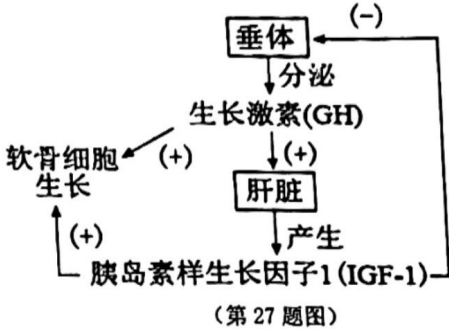 (−)
垂体
分泌
生长激素(GH)
软骨细胞
生长
(+)
(+)
肝脏
(+)
产生
胰岛素样生长因子1(IGF-1)
(第27题图)